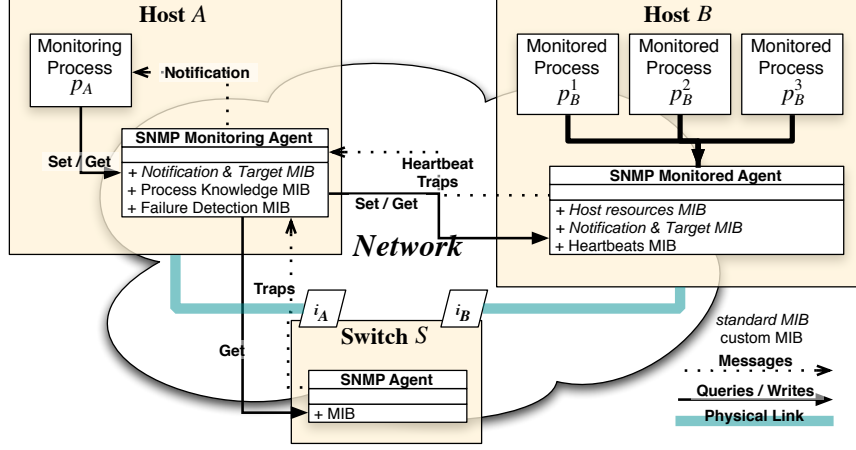 Host A
Monitoring
Process
p_A
Notification
SNMP Monitoring Agent
+ Notification & Target MIB
+ Process Knowledge MIB
+ Failure Detection MIB
Set / Get
Host B
Monitored
Process
p_B^1
Monitored
Process
p_B^2
Monitored
Process
p_B^3
SNMP Monitored Agent
+ Host resources MIB
+ Notification & Target MIB
+ Heartbeats MIB
Heartbeat
Traps
Set / Get
Network
Traps
Get
i_A
i_B
Switch S
SNMP Agent
+ MIB
standard MIB
custom MIB
Messages
Queries / Writes
Physical Link